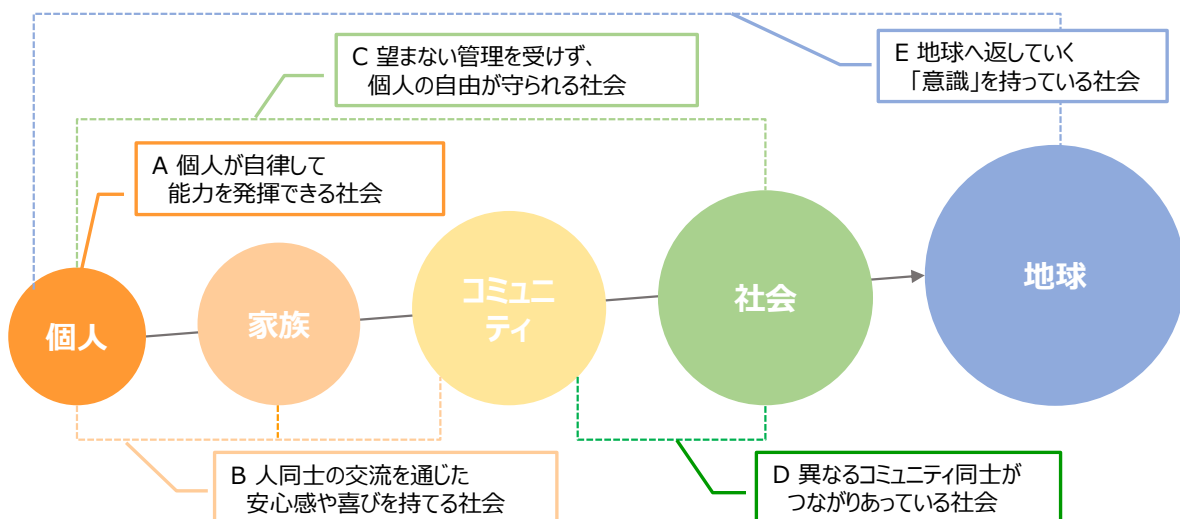 C 望まない管理を受けず、
個人の自由が守られる社会
E 地球へ返していく
「意識」を持っている社会
A 個人が自律して
能力を発揮できる社会
個人
家族
コミュニ
ティ
社会
地球
B 人同士の交流を通じた
安心感や喜びを持てる社会
D 異なるコミュニティ同士が
つながりあっている社会